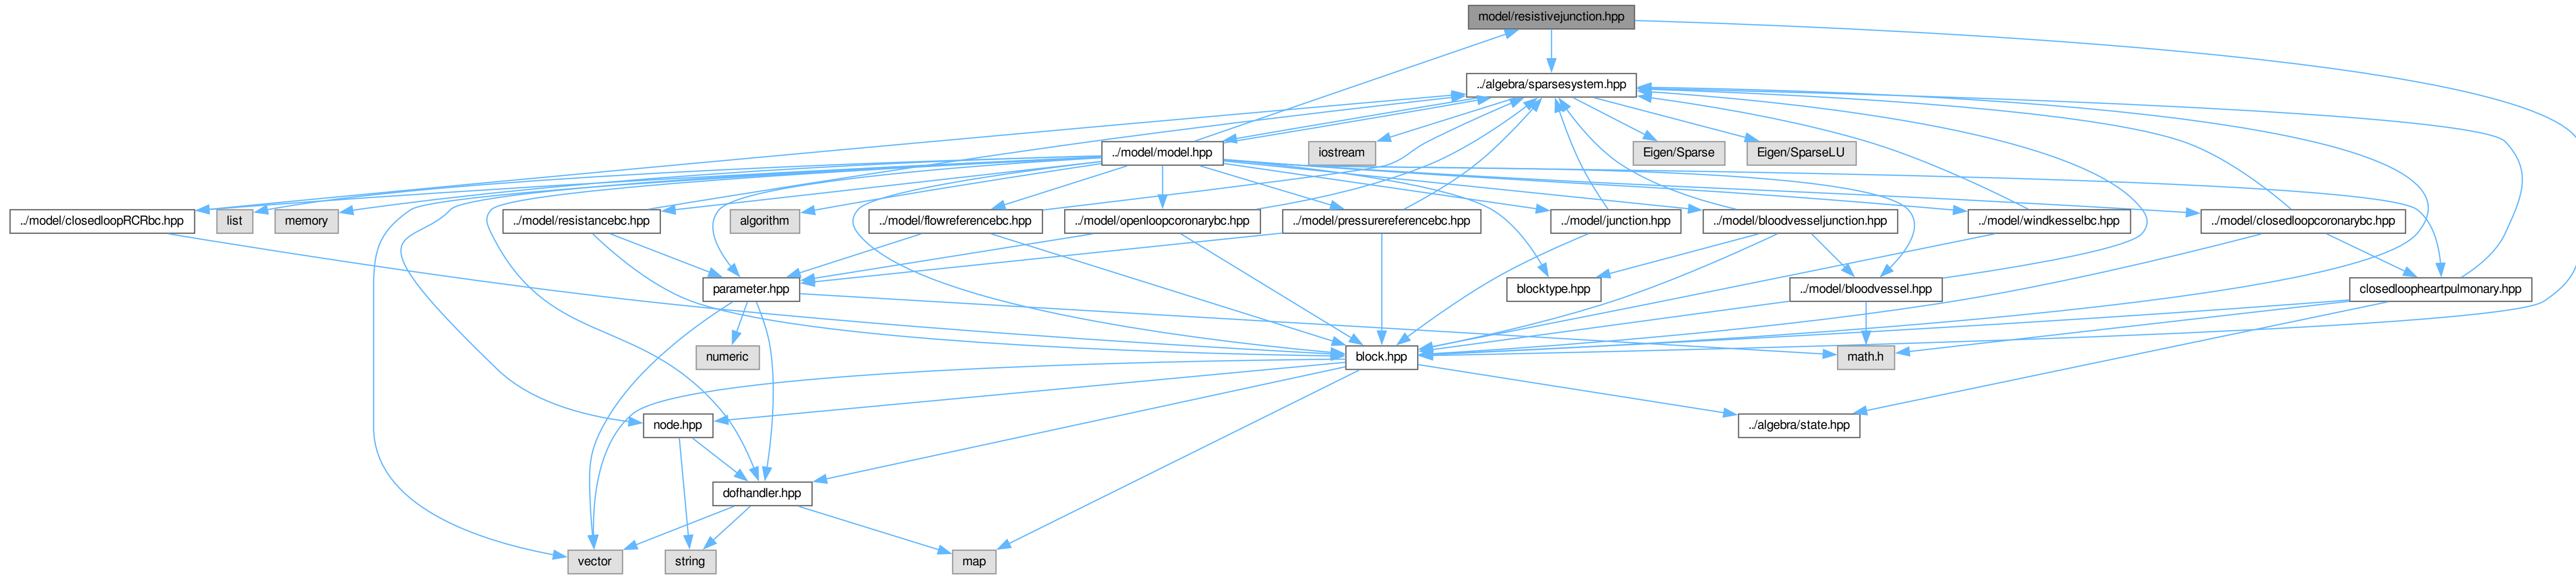 model/resistivejunction.hpp
../algebra/sparsesystem.hpp
../model/model.hpp
iostream
Eigen/Sparse
Eigen/SparseLU
../model/closedloopRCRbc.hpp
list
memory
../model/resistancebc.hpp
algorithm
../model/flowreferencebc.hpp
../model/openloopcoronarybc.hpp
../model/pressurereferencebc.hpp
../model/junction.hpp
../model/bloodvesseljunction.hpp
../model/windkesselbc.hpp
../model/closedloopcoronarybc.hpp
parameter.hpp
blocktype.hpp
../model/bloodvessel.hpp
closedloopheartpulmonary.hpp
numeric
block.hpp
math.h
node.hpp
../algebra/state.hpp
dofhandler.hpp
vector
string
map